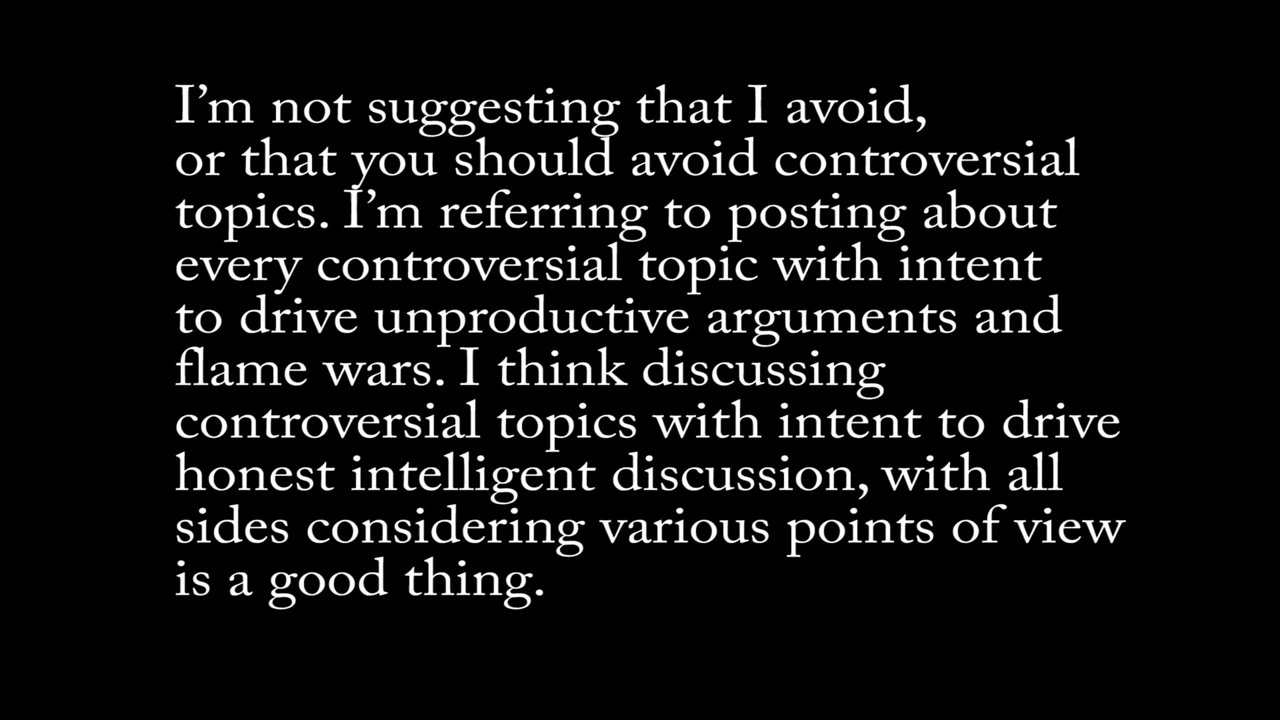 I’m not suggesting that I avoid,
or that you should avoid controversial
topics. I’m referring to posting about
every controversial topic with intent
to drive unproductive arguments and
flame wars. I think discussing
controversial topics with intent to drive
honest intelligent discussion, with all
sides considering various points of view
is a good thing.